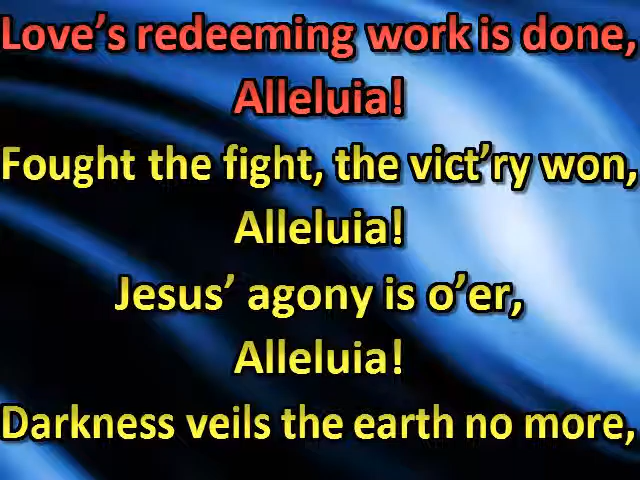 Love’s redeeming work is done,
Alleluia!
Fought the fight, the vict’ry won,
Alleluia!
Jesus’ agony is o’er,
Alleluia!
Darkness veils the earth no more,